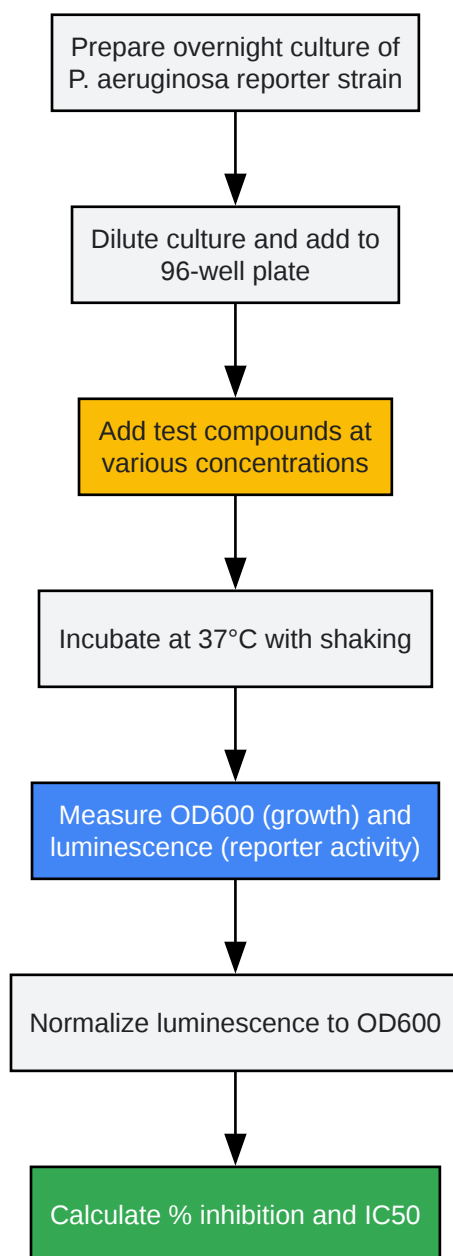 Prepare overnight culture of
P. aeruginosa reporter strain
Dilute culture and add to
96-well plate
Add test compounds at
various concentrations
Incubate at 37°C with shaking
Measure OD600 (growth) and
luminescence (reporter activity)
Normalize luminescence to OD600
Calculate % inhibition and IC50